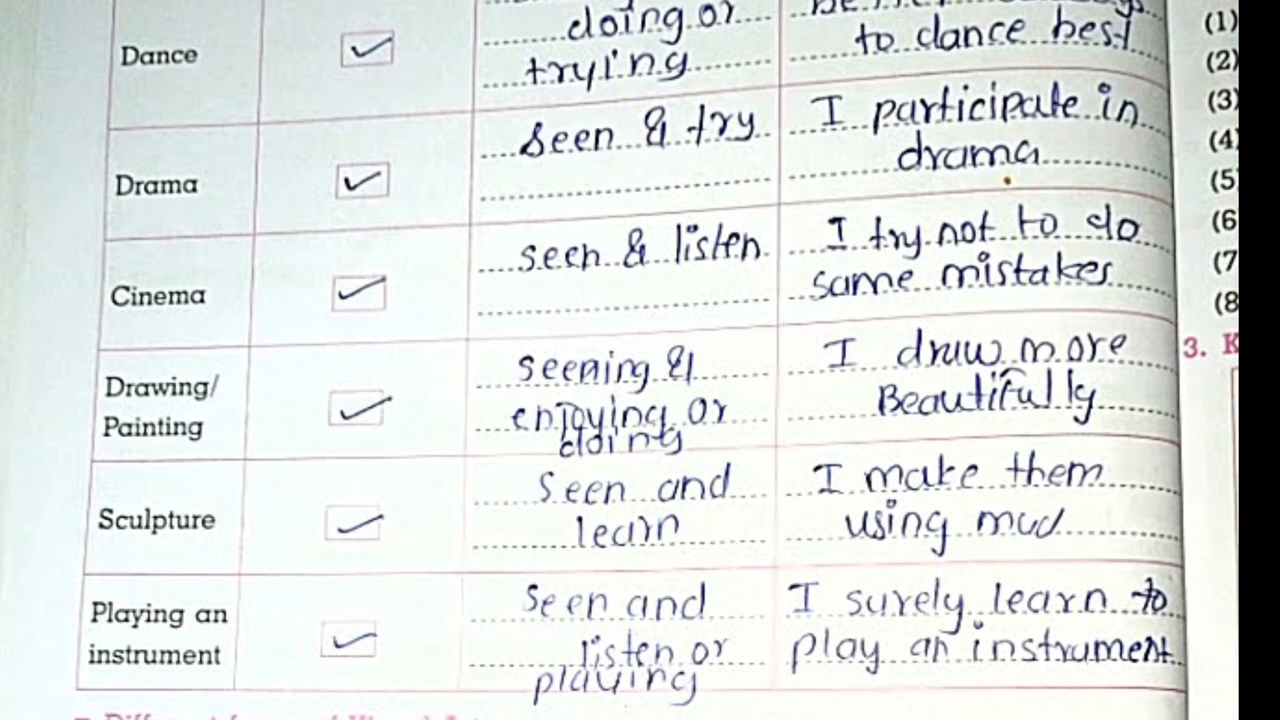 doing or
to dance best
Dance
trying
seen & try
I participate in
drama
Drama
seen & listen
I try not to do
same mistakes
Cinema
seening &
I draw more
Drawing/
Painting
enjoying or
doing
Beautifully
Seen and
I make them
Sculpture
learn
using mud
Seen and
I surely learn to
Playing an
instrument
listen or
playing
play an instrument
(1)
(2)
(3)
(4)
(5)
(6
(7
(8
3. K